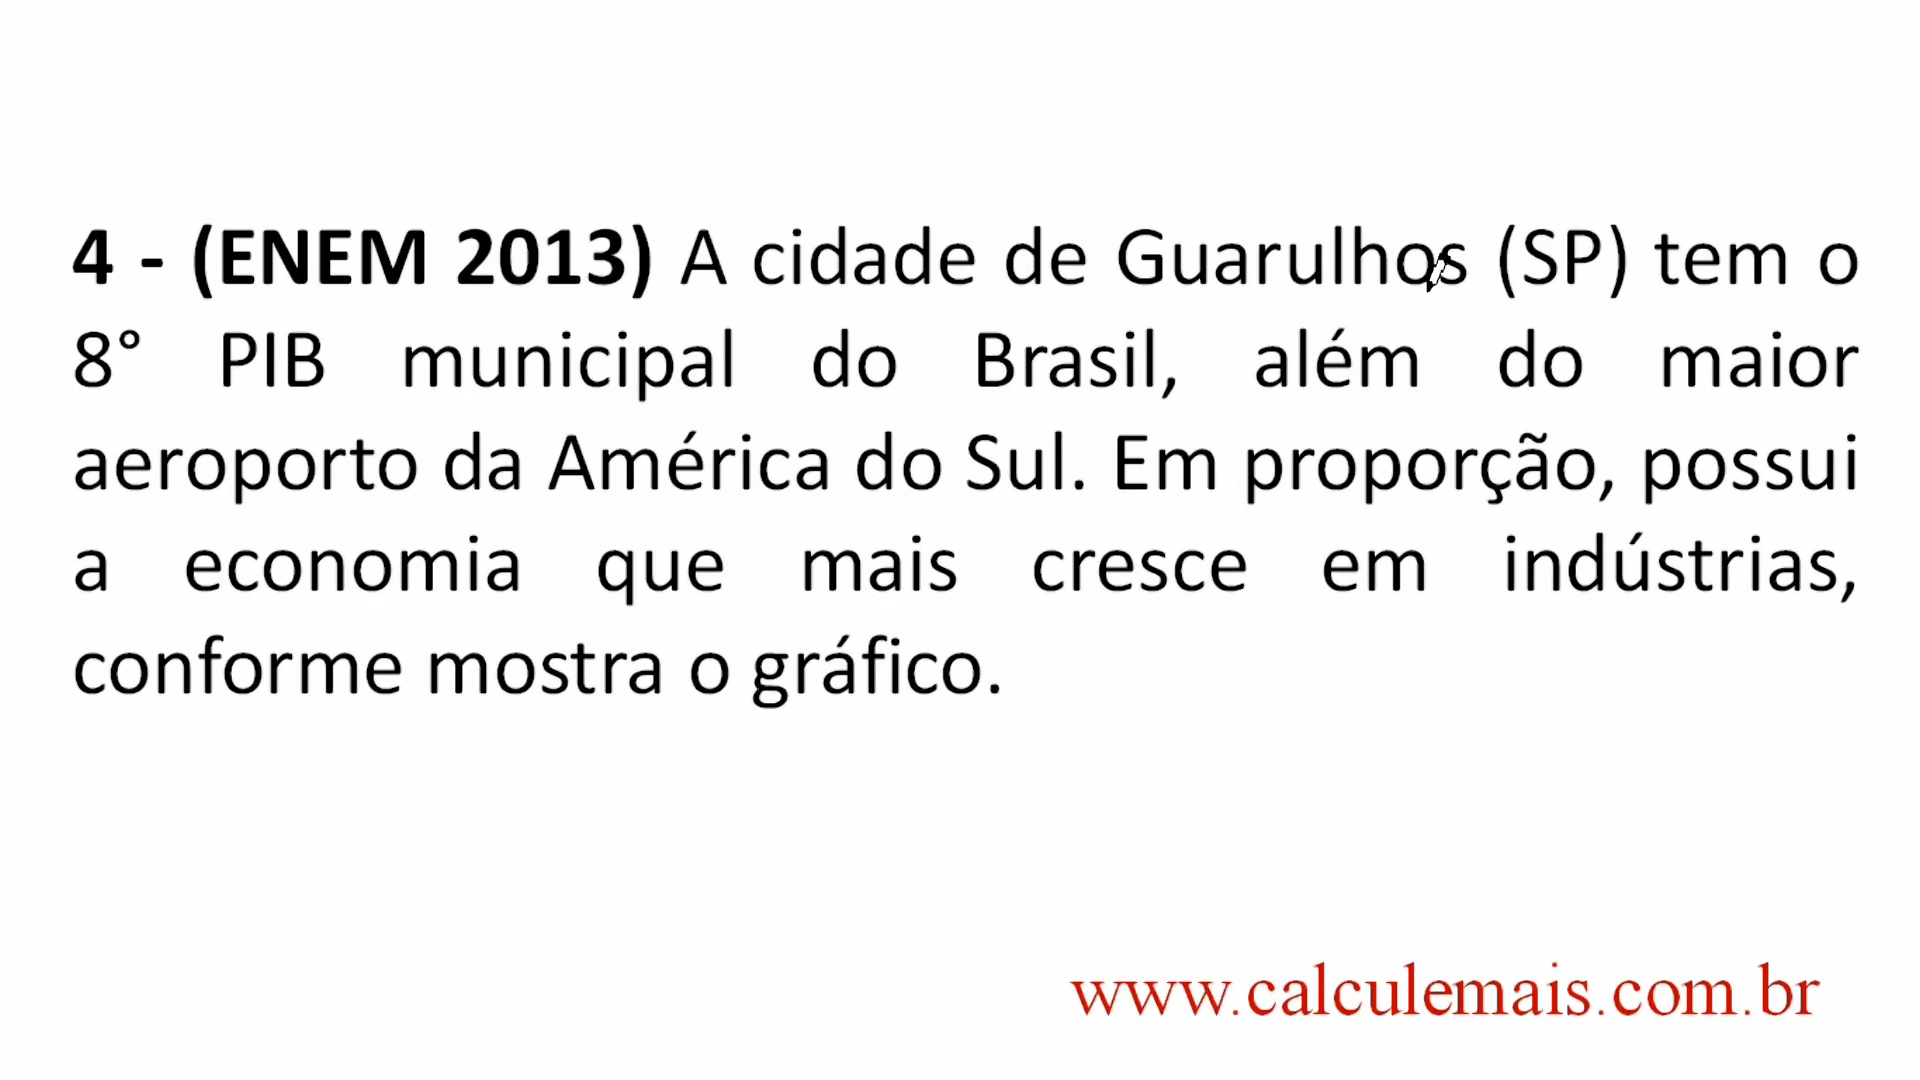 4 - (ENEM 2013) A cidade de Guarulhos (SP) tem o
8° PIB municipal do Brasil, além do maior
aeroporto da América do Sul. Em proporção, possui
a economia que mais cresce em indústrias,
conforme mostra o gráfico.
www.calculemais.com.br